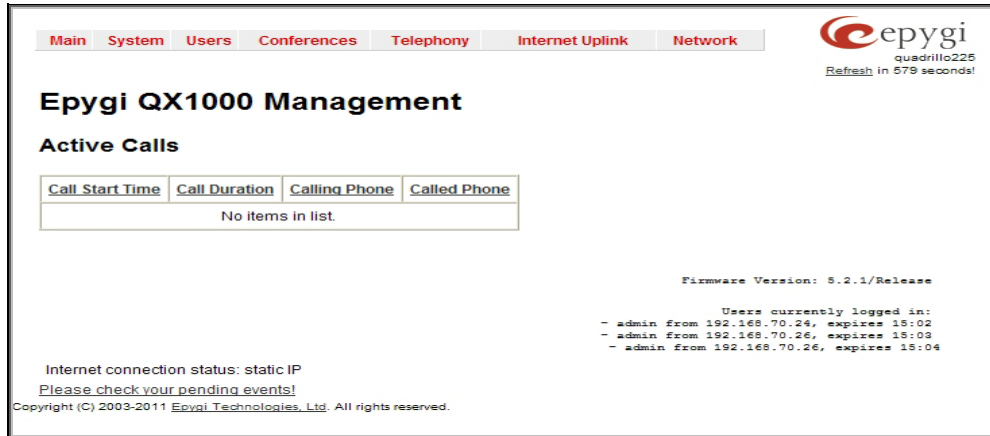 Main System Users Conferences Telephony Internet Uplink Network
epygi
quadrillo225
Refresh in 579 seconds!
Epygi QX1000 Management
Active Calls
Call Start Time Call Duration Calling Phone Called Phone
No items in list.
Firmware Version: 5.2.1/Release
Users currently logged in:
- admin from 192.168.70.24, expires 15:02
- admin from 192.168.70.26, expires 15:03
- admin from 192.168.70.26, expires 15:04
Internet connection status: static IP
Please check your pending events!
Copyright (C) 2003-2011 Epygi Technologies, Ltd. All rights reserved.